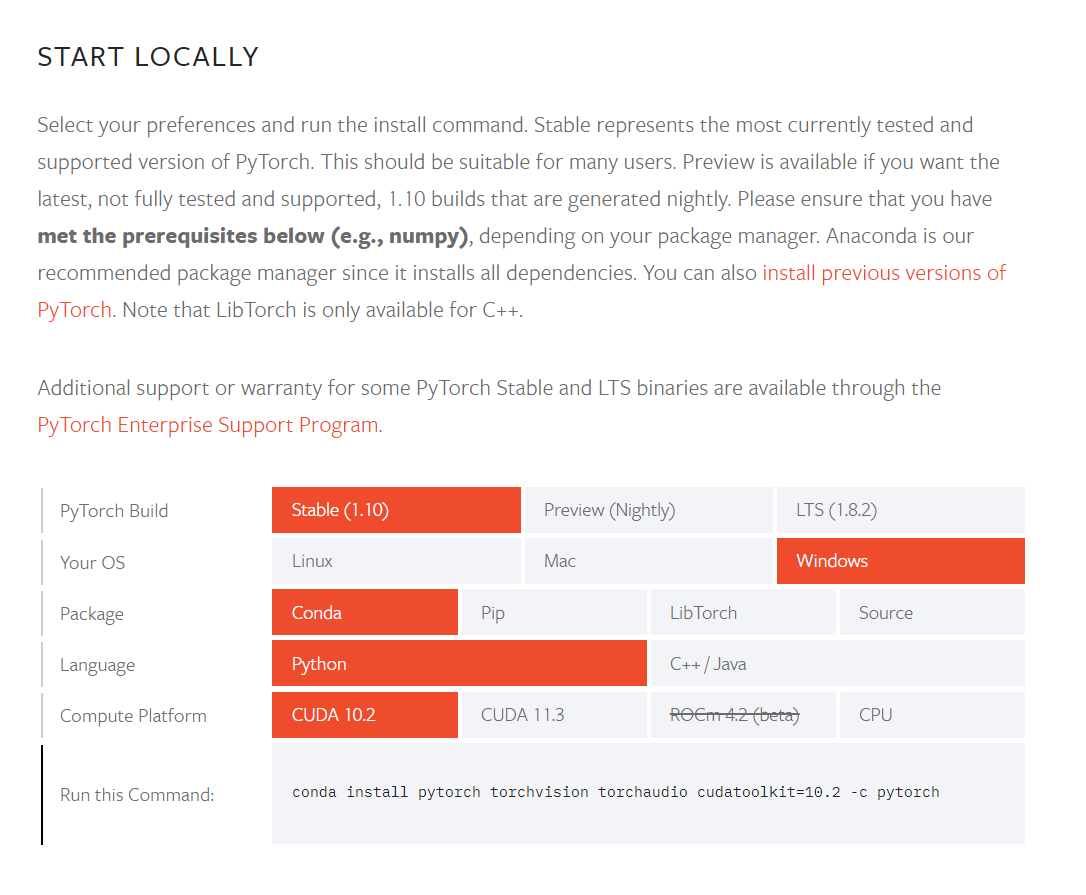 START LOCALLY
Select your preferences and run the install command. Stable represents the most currently tested and
supported version of PyTorch. This should be suitable for many users. Preview is available if you want the
latest, not fully tested and supported, 1.10 builds that are generated nightly. Please ensure that you have
met the prerequisites below (e.g., numpy), depending on your package manager. Anaconda is our
recommended package manager since it installs all dependencies. You can also install previous versions of
PyTorch. Note that LibTorch is only available for C++.
Additional support or warranty for some PyTorch Stable and LTS binaries are available through the
PyTorch Enterprise Support Program.
PyTorch Build Stable (1.10) Preview (Nightly) LTS (1.8.2)
Your OS Linux Mac Windows
Package Conda Pip LibTorch Source
Language Python C++ / Java
Compute Platform CUDA 10.2 CUDA 11.3 ROCm 4.2 (beta) CPU
Run this Command: conda install pytorch torchvision torchaudio cudatoolkit=10.2 -c pytorch